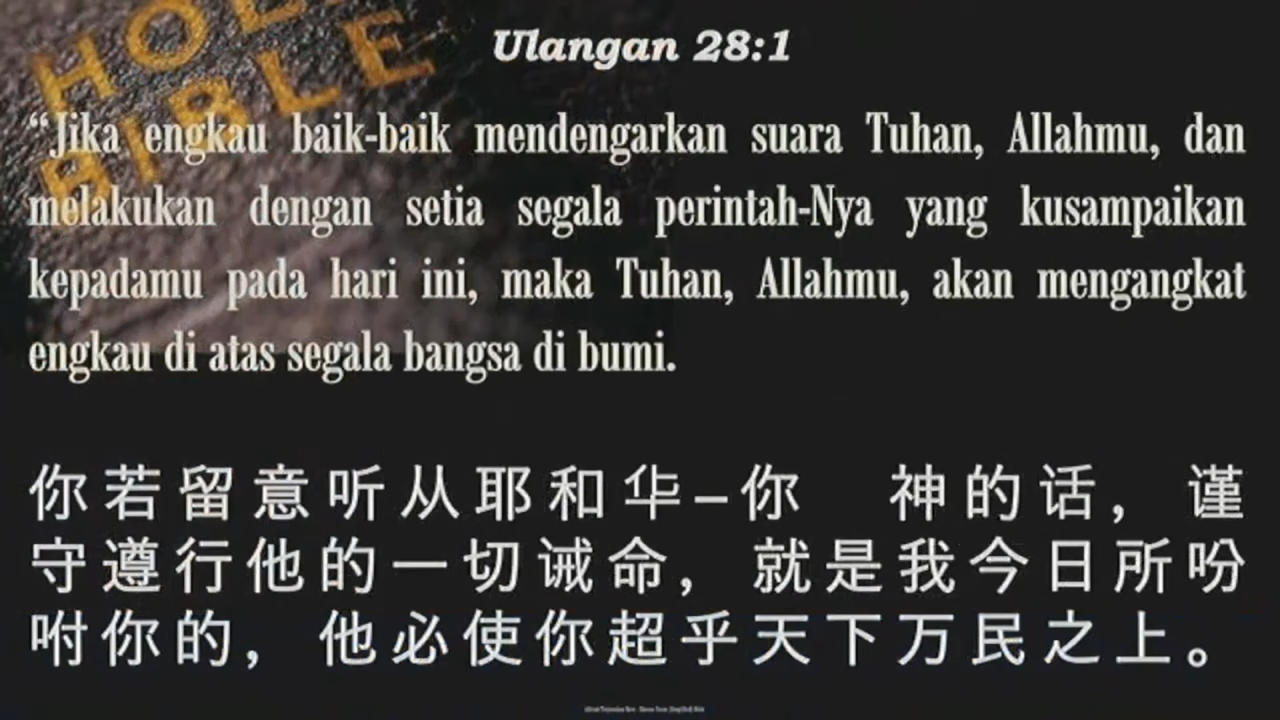 HOL
BIBLE
Ulangan 28:1
“Jika engkau baik-baik mendengarkan suara Tuhan, Allahmu, dan
melakukan dengan setia segala perintah-Nya yang kusampaikan
kepadamu pada hari ini, maka Tuhan, Allahmu, akan mengangkat
engkau di atas segala bangsa di bumi.
你若留意听从耶和华–你　神的话，谨
守遵行他的一切诫命，就是我今日所吩
咐你的，他必使你超乎天下万民之上。